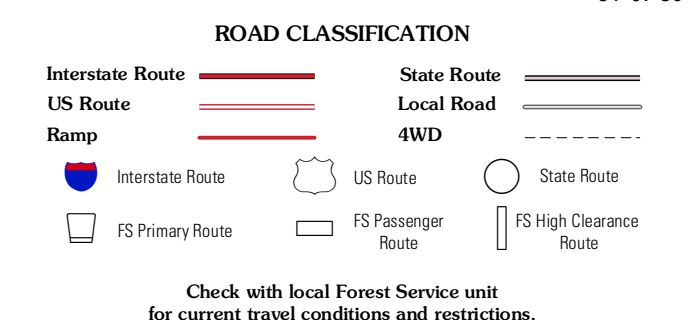 ROAD CLASSIFICATION
Interstate Route
State Route
US Route
Local Road
Ramp
4WD
Interstate Route
US Route
State Route
FS Primary Route
FS Passenger
Route
FS High Clearance
Route
Check with local Forest Service unit
for current travel conditions and restrictions.